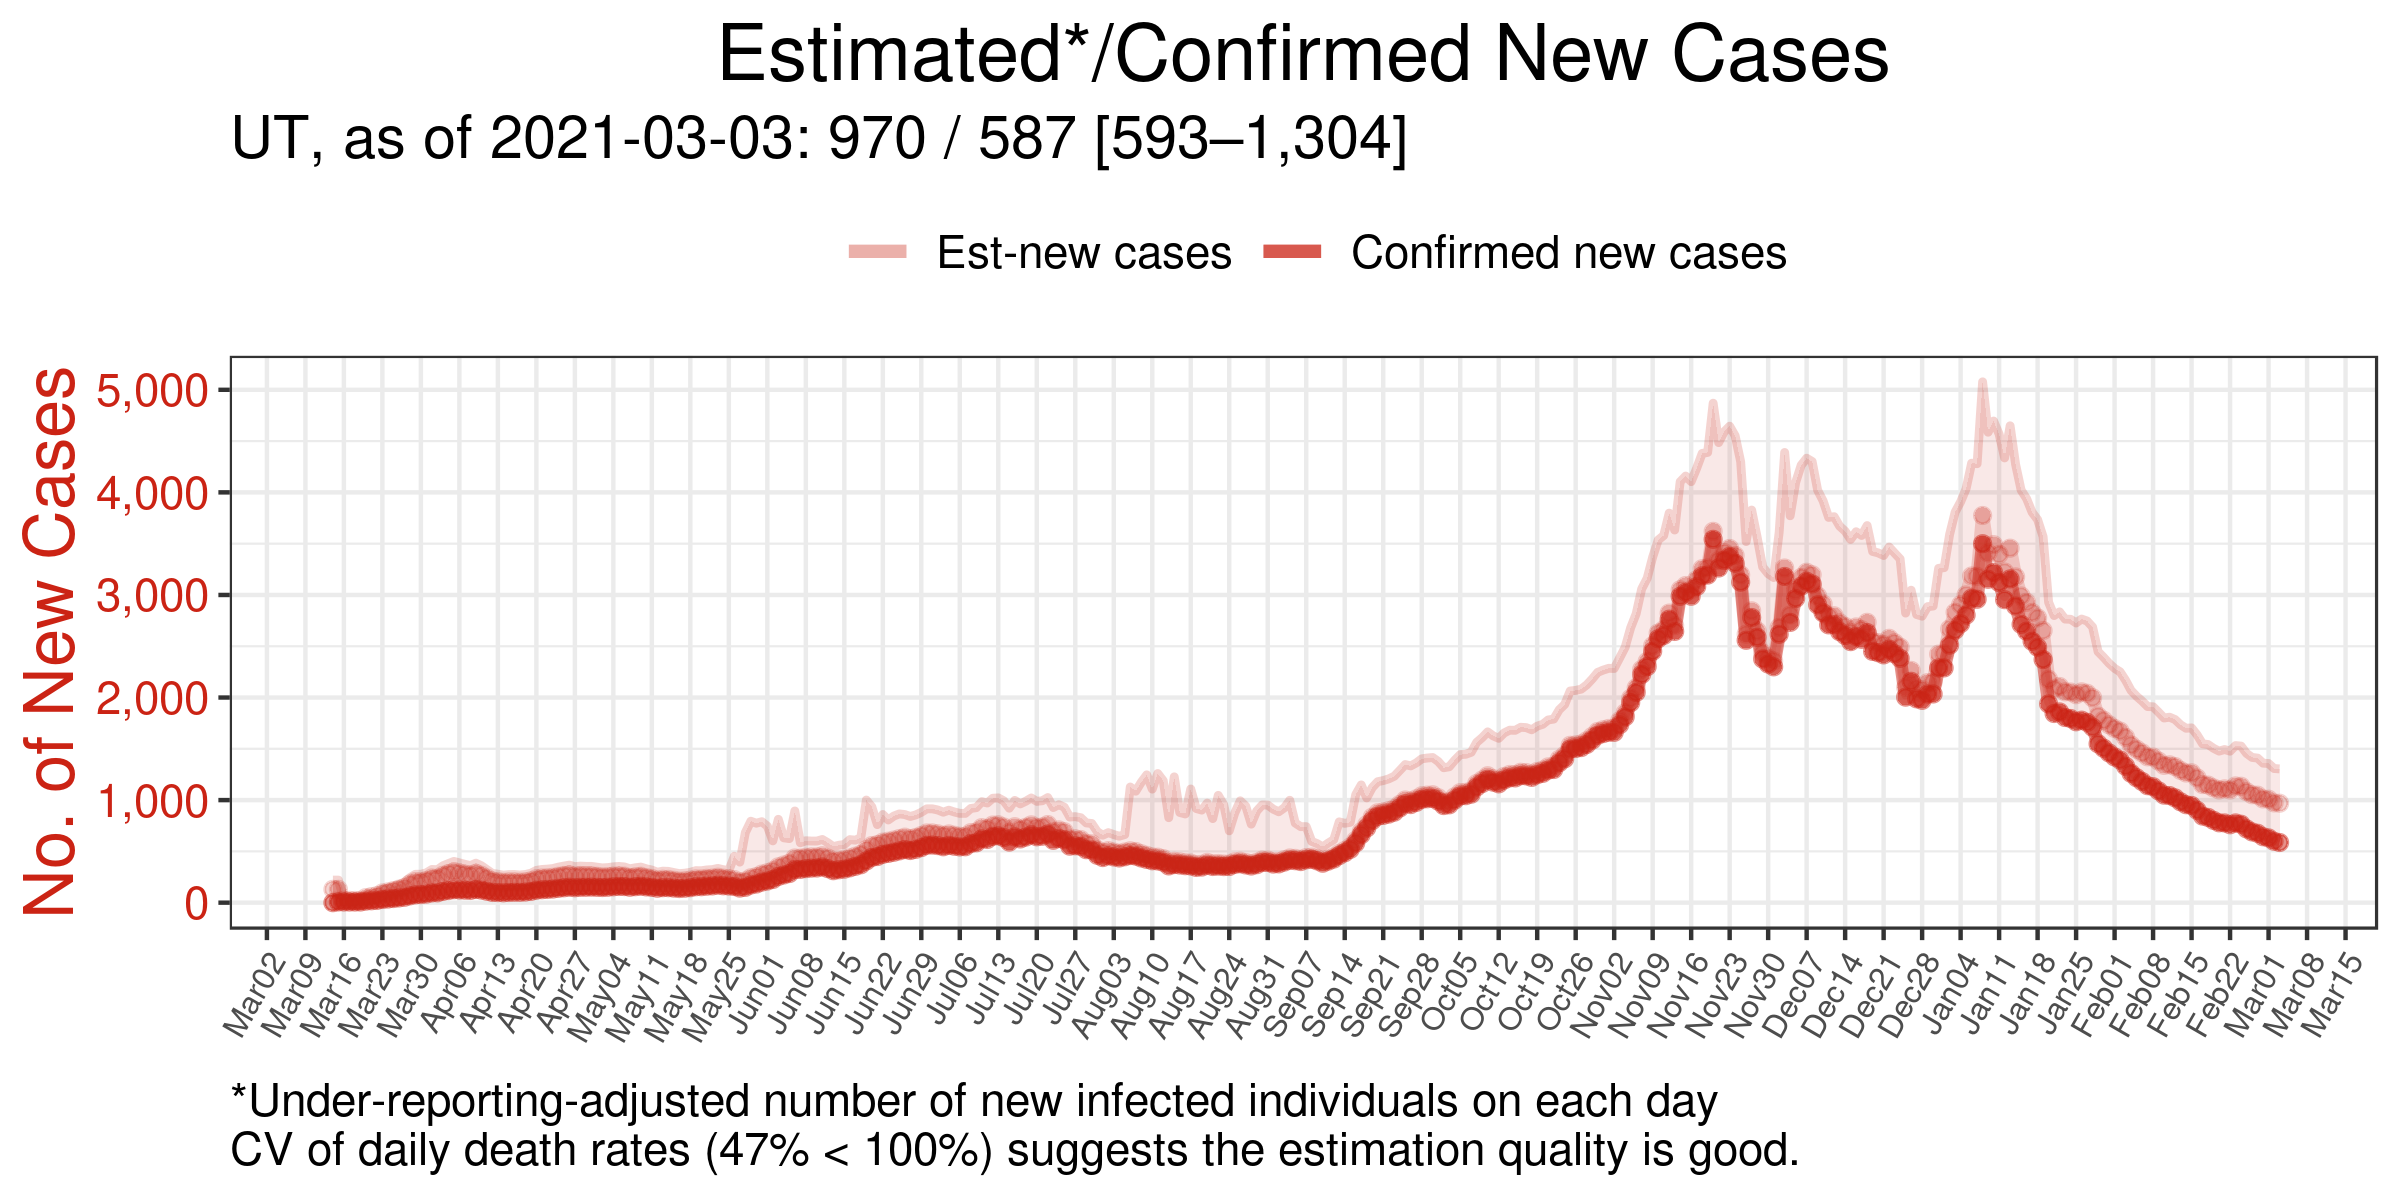 Estimated*/Confirmed New Cases
UT, as of 2021-03-03: 970 / 587 [593–1,304]
Est-new cases
Confirmed new cases
No. of New Cases
5,000
4,000
3,000
2,000
1,000
0
Mar02
Mar09
Mar16
Mar23
Mar30
Apr06
Apr13
Apr20
Apr27
May04
May11
May18
May25
Jun01
Jun08
Jun15
Jun22
Jun29
Jul06
Jul13
Jul20
Jul27
Aug03
Aug10
Aug17
Aug24
Aug31
Sep07
Sep14
Sep21
Sep28
Oct05
Oct12
Oct19
Oct26
Nov02
Nov09
Nov16
Nov23
Nov30
Dec07
Dec14
Dec21
Dec28
Jan04
Jan11
Jan18
Jan25
Feb01
Feb08
Feb15
Feb22
Mar01
Mar08
Mar15
*Under-reporting-adjusted number of new infected individuals on each day
CV of daily death rates (47% < 100%) suggests the estimation quality is good.